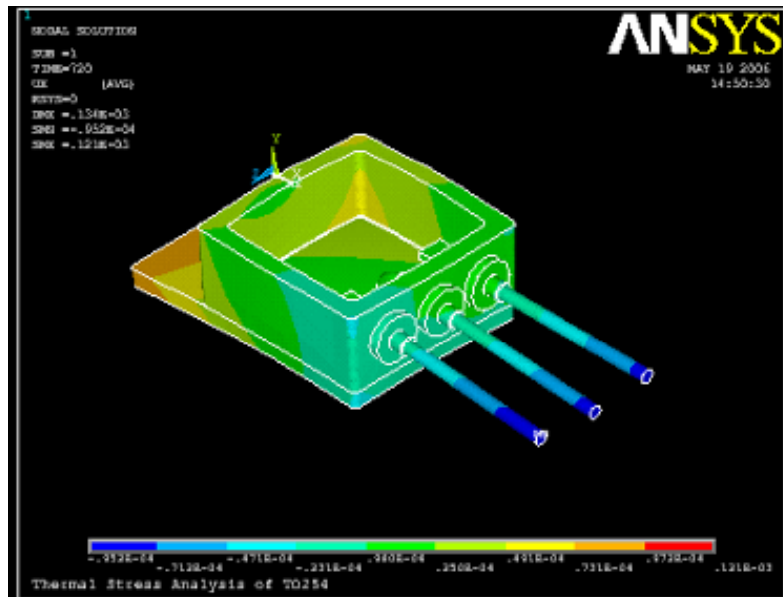 1
NODAL SOLUTION
SUB =1
TIME=720
UX (AVG)
RSYS=0
DMX =.134E-03
SMN =-.952E-04
SMX =.121E-03
ANSYS
MAY 19 2006
14:50:30
Y
X
Z
-.952E-04 -.471E-04 .980E-06 .491E-04 .972E-04
-.712E-04 -.231E-04 .250E-04 .731E-04 .121E-03
Thermal Stress Analysis of TO254